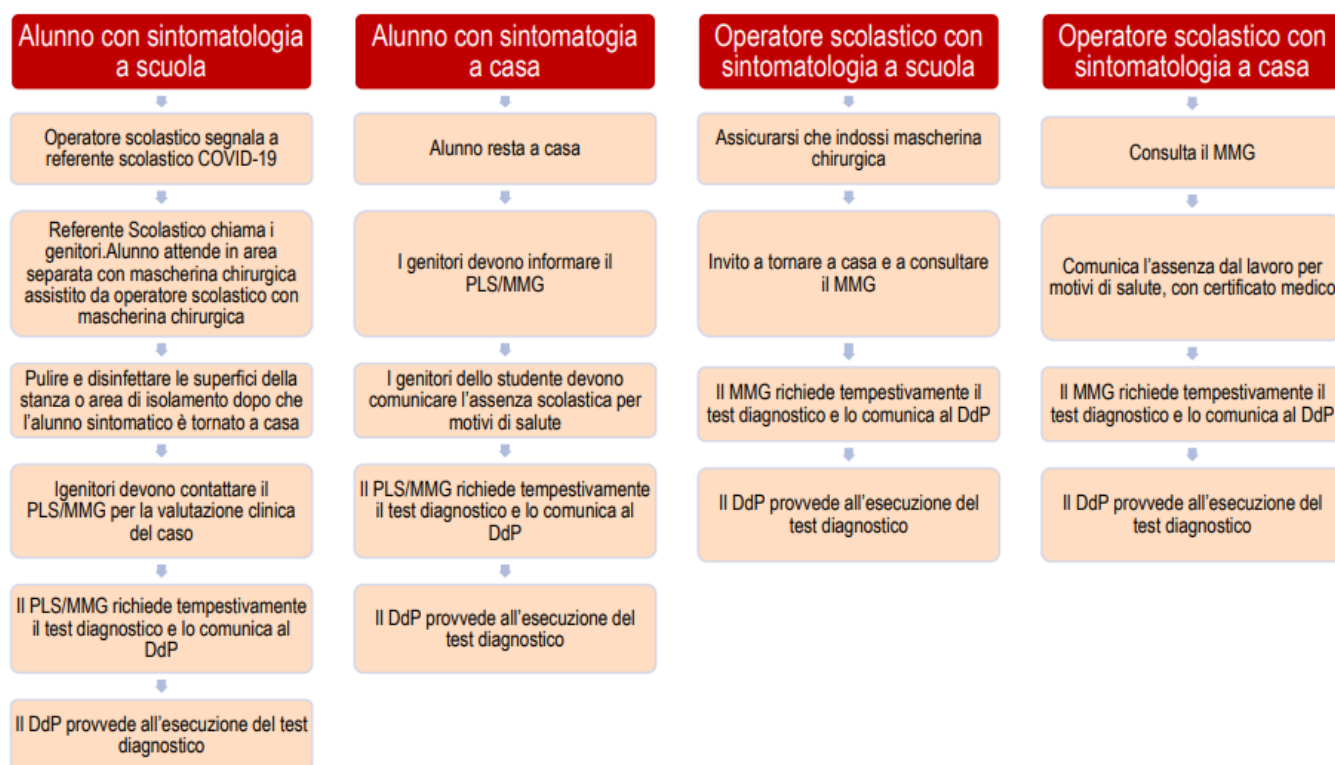 Alunno con sintomatologia
a scuola
Operatore scolastico segnala a
referente scolastico COVID-19
Referente Scolastico chiama i
genitori.Alunno attende in area
separata con mascherina chirurgica
assistito da operatore scolastico con
mascherina chirurgica
Pulire e disinfettare le superfici della
stanza o area di isolamento dopo che
l'alunno sintomatico è tornato a casa
Igenitori devono contattare il
PLS/MMG per la valutazione clinica
del caso
Il PLS/MMG richiede tempestivamente
il test diagnostico e lo comunica al
DdP
Il DdP provvede all'esecuzione del test
diagnostico
Alunno con sintomatogia
a casa
Alunno resta a casa
I genitori devono informare il
PLS/MMG
I genitori dello studente devono
comunicare l'assenza scolastica per
motivi di salute
Il PLS/MMG richiede tempestivamente
il test diagnostico e lo comunica al
DdP
Il DdP provvede all'esecuzione del
test diagnostico
Operatore scolastico con
sintomatologia a scuola
Assicurarsi che indossi mascherina
chirurgica
Invito a tornare a casa e a consultare
il MMG
Il MMG richiede tempestivamente il
test diagnostico e lo comunica al DdP
Il DdP provvede all'esecuzione del
test diagnostico
Operatore scolastico con
sintomatologia a casa
Consulta il MMG
Comunica l'assenza dal lavoro per
motivi di salute, con certificato medico
Il MMG richiede tempestivamente il
test diagnostico e lo comunica al DdP
Il DdP provvede all'esecuzione del
test diagnostico